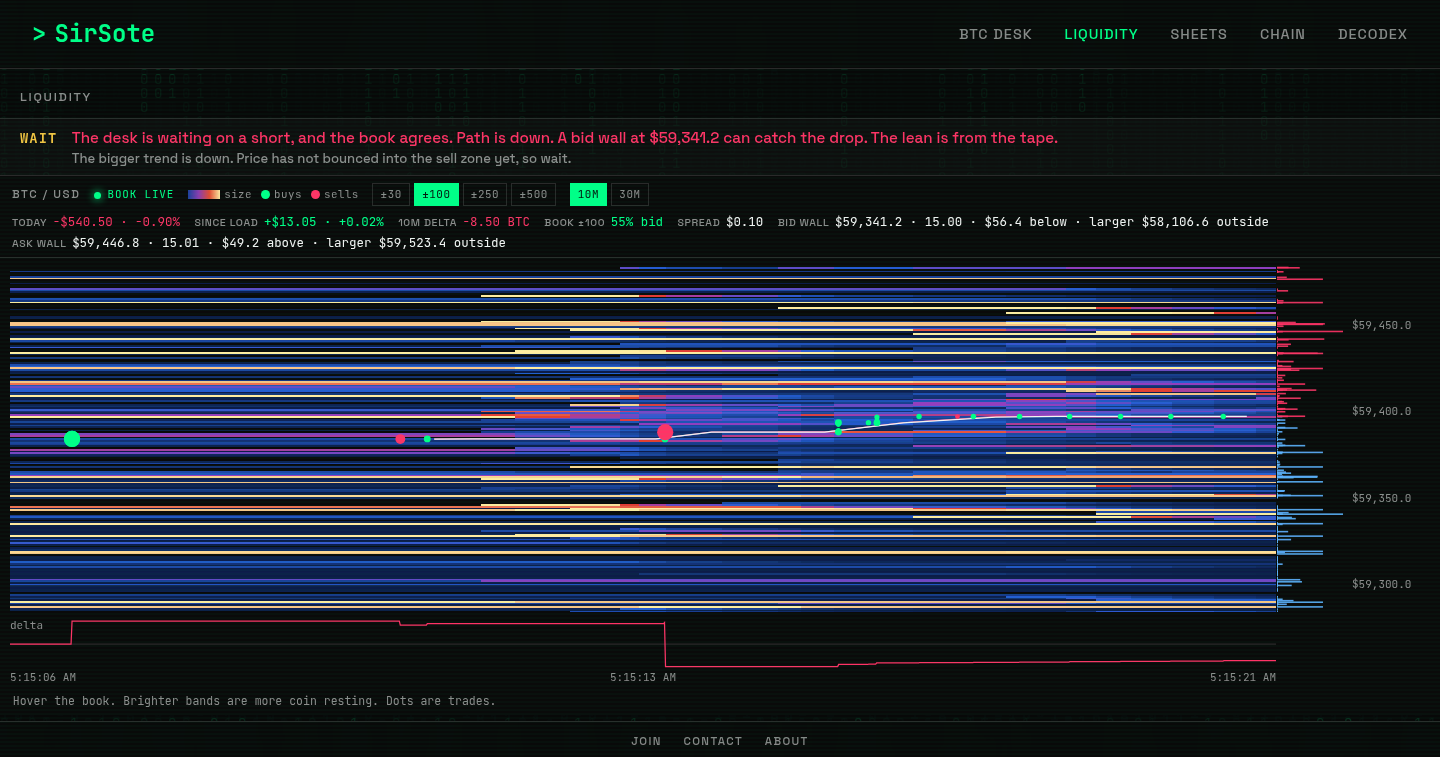 > SirSote
BTC DESK LIQUIDITY SHEETS CHAIN DECODEX
LIQUIDITY
WAIT The desk is waiting on a short, and the book agrees. Path is down. A bid wall at $59,341.2 can catch the drop. The lean is from the tape.
The bigger trend is down. Price has not bounced into the sell zone yet, so wait.
BTC / USD BOOK LIVE size buys sells ±30 ±100 ±250 ±500 10M 30M
TODAY -$540.50 · -0.90% SINCE LOAD +$13.05 · +0.02% 10M DELTA -8.50 BTC BOOK ±100 55% bid SPREAD $0.10 BID WALL $59,341.2 · 15.00 · $56.4 below · larger $58,106.6 outside
ASK WALL $59,446.8 · 15.01 · $49.2 above · larger $59,523.4 outside
$59,450.0
$59,400.0
$59,350.0
$59,300.0
delta
5:15:06 AM 5:15:13 AM 5:15:21 AM
Hover the book. Brighter bands are more coin resting. Dots are trades.
JOIN CONTACT ABOUT